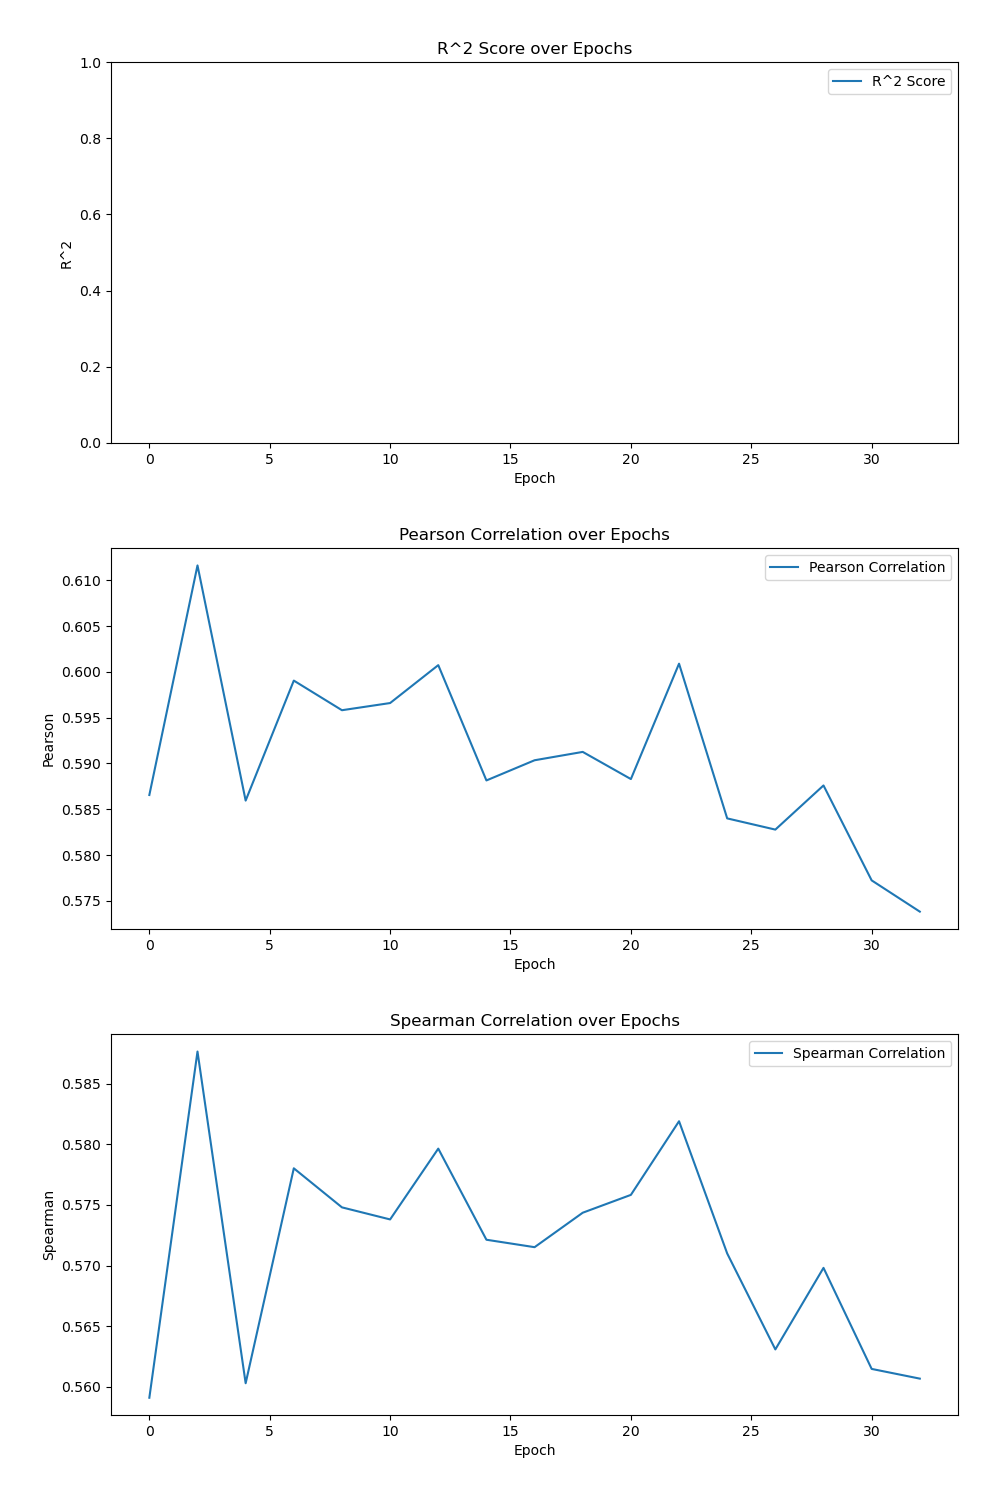 R^2 Score over Epochs
1.0
R^2 Score
0.8
0.6
R^2
0.4
0.2
0.0
0 5 10 15 20 25 30
Epoch
Pearson Correlation over Epochs
Pearson Correlation
0.610
0.605
0.600
0.595
Pearson
0.590
0.585
0.580
0.575
0 5 10 15 20 25 30
Epoch
Spearman Correlation over Epochs
Spearman Correlation
0.585
0.580
0.575
Spearman
0.570
0.565
0.560
0 5 10 15 20 25 30
Epoch